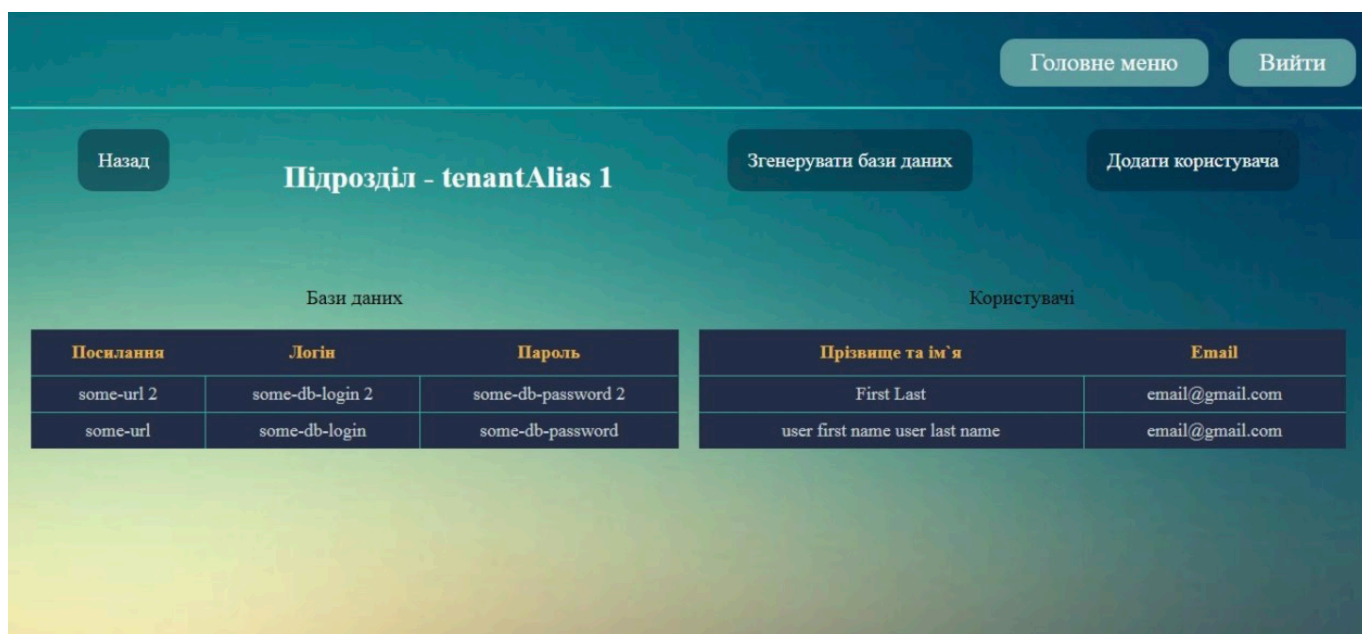 Головне меню Вийти
Назад Підрозділ - tenantAlias 1 Згенерувати бази даних Додати користувача
Бази даних Користувачі
Посилання Логін Пароль Прізвище та ім`я Email
some-url 2 some-db-login 2 some-db-password 2 First Last email@gmail.com
some-url some-db-login some-db-password user first name user last name email@gmail.com